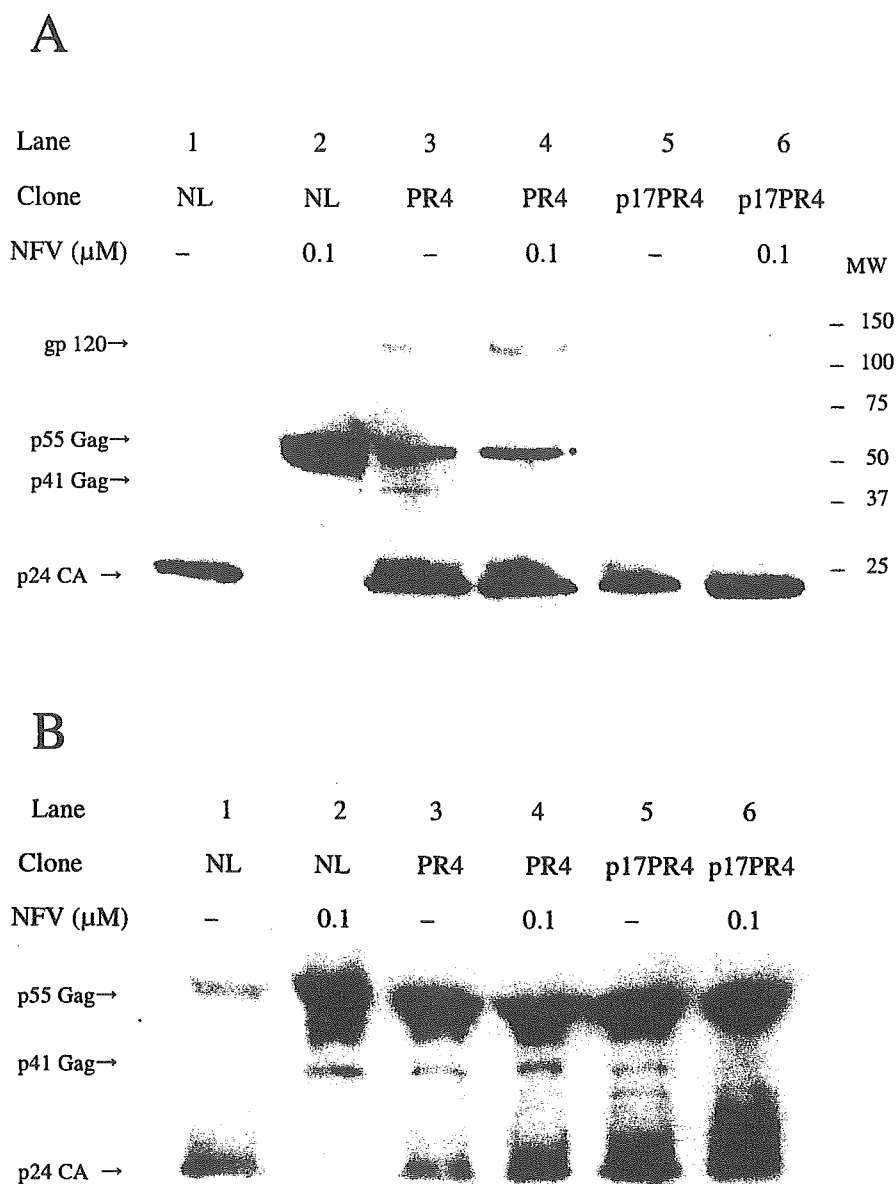 A
Lane 1 2 3 4 5 6
Clone NL NL PR4 PR4 p17PR4 p17PR4
NFV (μM) – 0.1 – 0.1 – 0.1
MW
– 150
gp 120→
– 100
– 75
p55 Gag→
– 50
p41 Gag→
– 37
p24 CA →
– 25
B
Lane 1 2 3 4 5 6
Clone NL NL PR4 PR4 p17PR4 p17PR4
NFV (μM) – 0.1 – 0.1 – 0.1
p55 Gag→
p41 Gag→
p24 CA →